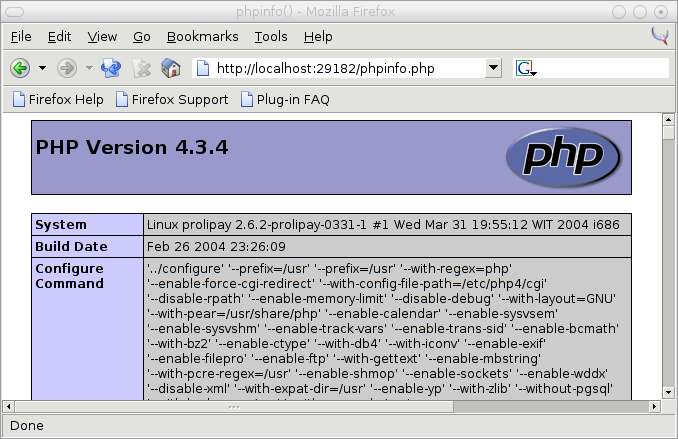 phpinfo() - Mozilla Firefox
File Edit View Go Bookmarks Tools Help
http://localhost:29182/phpinfo.php G
Firefox Help Firefox Support Plug-in FAQ
PHP Version 4.3.4 php
System Linux prolipay 2.6.2-prolipay-0331-1 #1 Wed Mar 31 19:55:12 WIT 2004 i686
Build Date Feb 26 2004 23:26:09
Configure '../configure' '--prefix=/usr' '--prefix=/usr' '--with-regex=php'
Command '--enable-force-cgi-redirect' '--with-config-file-path=/etc/php4/cgi'
'--disable-rpath' '--enable-memory-limit' '--disable-debug' '--with-layout=GNU'
'--with-pear=/usr/share/php' '--enable-calendar' '--enable-sysvsem'
'--enable-sysvshm' '--enable-track-vars' '--enable-trans-sid' '--enable-bcmath'
'--with-bz2' '--enable-ctype' '--with-db4' '--with-iconv' '--enable-exif'
'--enable-filepro' '--enable-ftp' '--with-gettext' '--enable-mbstring'
'--with-pcre-regex=/usr' '--enable-shmop' '--enable-sockets' '--enable-wddx'
'--disable-xml' '--with-expat-dir=/usr' '--enable-yp' '--with-zlib' '--without-pgsql'
Done